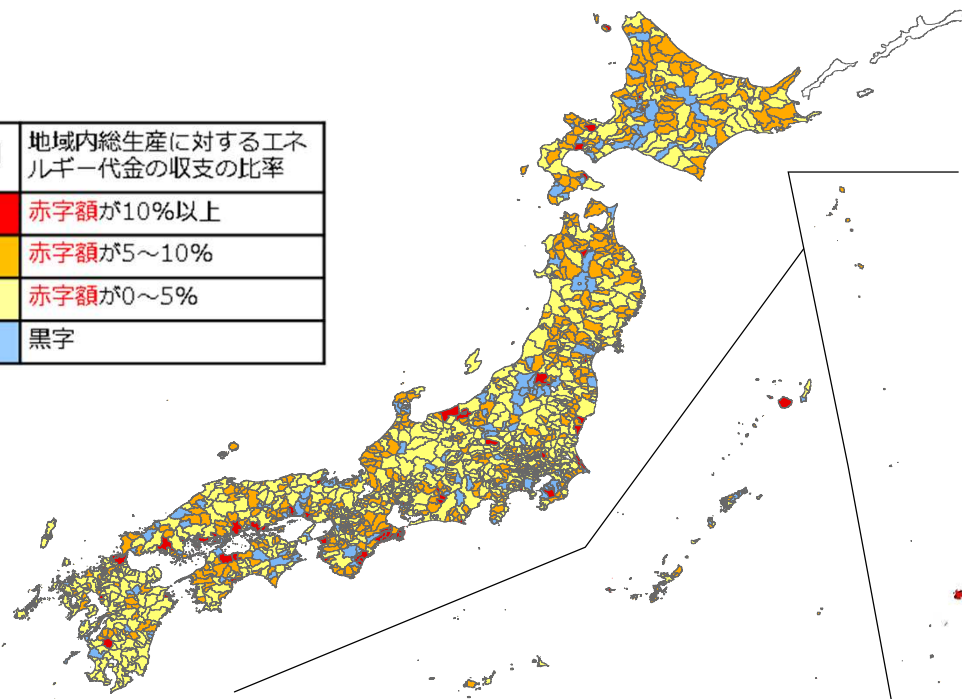 地域内総生産に対するエネ
ルギー代金の収支の比率
赤字額が10%以上
赤字額が5～10%
赤字額が0～5%
黒字